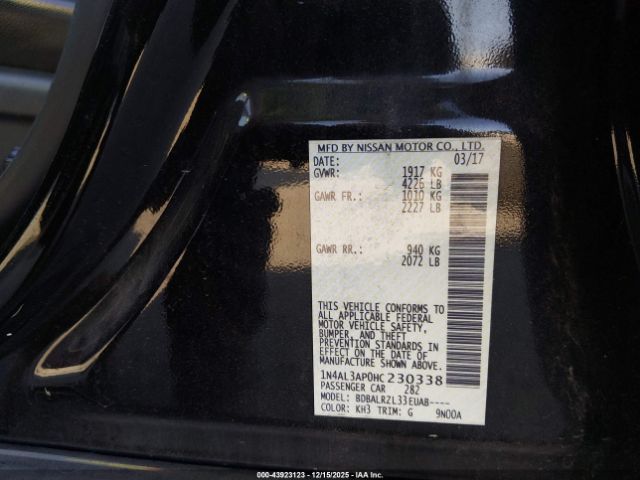 MFD BY NISSAN MOTOR CO., LTD.
DATE: 03/17
GVWR: 1917 KG
4226 LB
GAWR FR.: 1010 KG
2227 LB
GAWR RR.: 940 KG
2072 LB
THIS VEHICLE CONFORMS TO
ALL APPLICABLE FEDERAL
MOTOR VEHICLE SAFETY,
BUMPER, AND THEFT
PREVENTION STANDARDS IN
EFFECT ON THE DATE OF
MANUFACTURE SHOWN ABOVE.
1N4AL3AP0HC230338
PASSENGER CAR 282
MODEL: BDBALR2L33EUAB----
COLOR: KH3 TRIM: G 9N00A
000-43923123 - 12/15/2025 - IAAI.COM